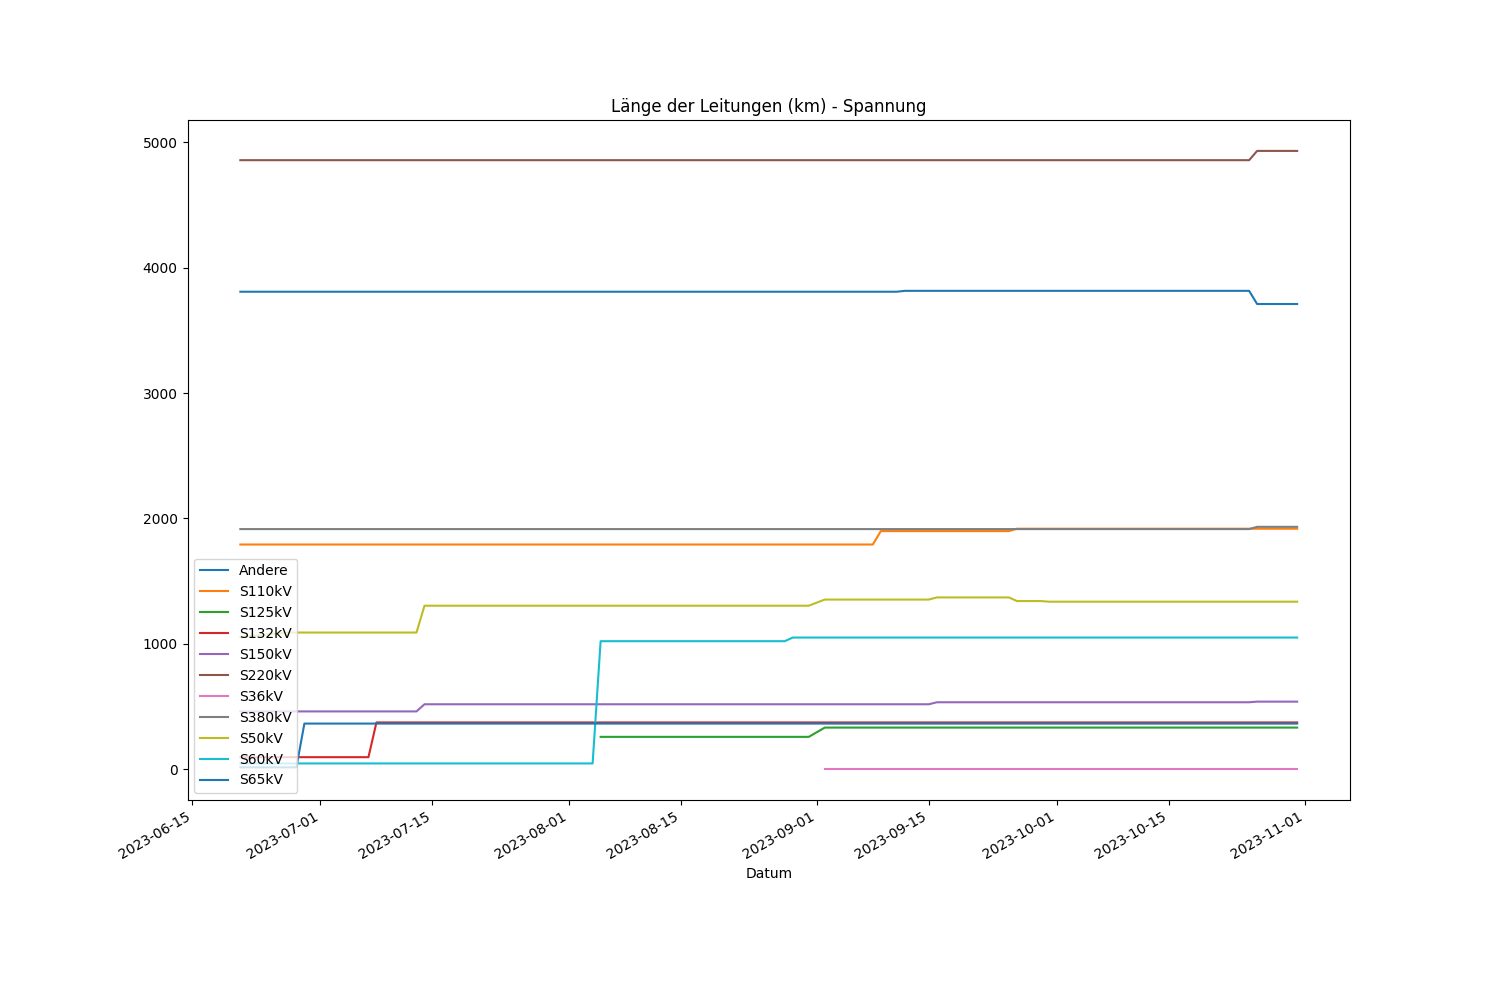 Länge der Leitungen (km) - Spannung
5000
4000
3000
2000
1000
0
Andere
S110kV
S125kV
S132kV
S150kV
S220kV
S36kV
S380kV
S50kV
S60kV
S65kV
2023-06-15
2023-07-01
2023-07-15
2023-08-01
2023-08-15
2023-09-01
2023-09-15
2023-10-01
2023-10-15
2023-11-01
Datum